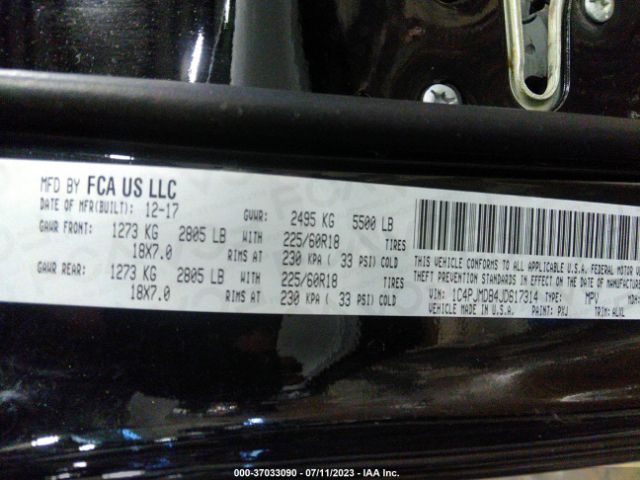 MFD BY FCA US LLC
DATE OF MFR(BUILT): 12-17 GVWR: 2495 KG 5500 LB
GAWR FRONT: 1273 KG 2805 LB WITH 225/60R18 TIRES
18X7.0 RIMS AT 230 KPA ( 33 PSI) COLD
GAWR REAR: 1273 KG 2805 LB WITH 225/60R18 TIRES
18X7.0 RIMS AT 230 KPA ( 33 PSI) COLD
THIS VEHICLE CONFORMS TO ALL APPLICABLE U.S.A. FEDERAL MOTOR
THEFT PREVENTION STANDARDS IN EFFECT ON THE DATE OF MANUFACTURE
VIN: 1C4PJMDB4JD617314 TYPE: MPV
VEHICLE MADE IN U.S.A. PAINT: PXJ TRIM:
000-37033090 - 07/11/2023 - IAA Inc.